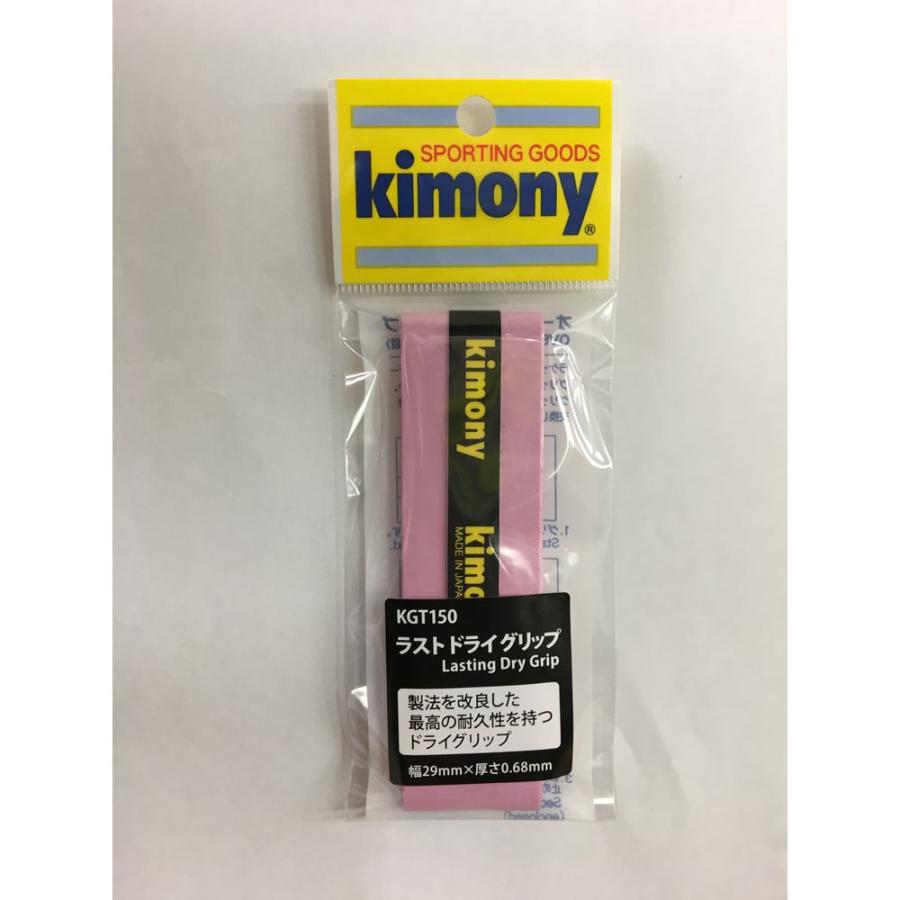 SPORTING GOODS
kimony®
kimony
kimo
MADE IN JAPA
KGT150
ラスト ドライ グリップ
Lasting Dry Grip
製法を改良した
最高の耐久性を持つ
ドライグリップ
幅29mm×厚さ0.68mm